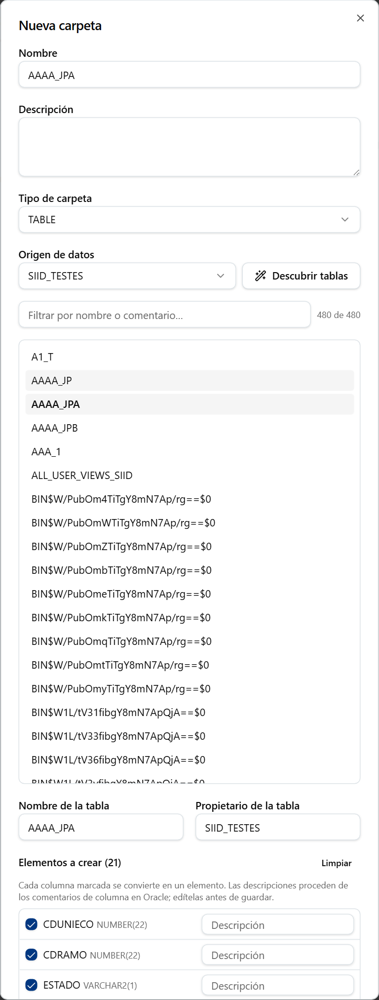 Nueva carpeta
Nombre
AAAA_JPA
Descripción
Tipo de carpeta
TABLE
Origen de datos
SIID_TESTES
Descubrir tablas
Filtrar por nombre o comentario...
480 de 480
A1_T
AAAA_JP
AAAA_JPA
AAAA_JPB
AAA_1
ALL_USER_VIEWS_SIID
BIN$W/PubOm4TiTgY8mN7Ap/rg==$0
BIN$W/PubOmWTiTgY8mN7Ap/rg==$0
BIN$W/PubOmZTiTgY8mN7Ap/rg==$0
BIN$W/PubOmbTiTgY8mN7Ap/rg==$0
BIN$W/PubOmeTiTgY8mN7Ap/rg==$0
BIN$W/PubOmkTiTgY8mN7Ap/rg==$0
BIN$W/PubOmqTiTgY8mN7Ap/rg==$0
BIN$W/PubOmtTiTgY8mN7Ap/rg==$0
BIN$W/PubOmyTiTgY8mN7Ap/rg==$0
BIN$W1L/tV31fibgY8mN7ApQjA==$0
BIN$W1L/tV33fibgY8mN7ApQjA==$0
BIN$W1L/tV36fibgY8mN7ApQjA==$0
Nombre de la tabla
Propietario de la tabla
AAAA_JPA
SIID_TESTES
Elementos a crear (21)
Limpiar
Cada columna marcada se convierte en un elemento. Las descripciones proceden de
los comentarios de columna en Oracle; edítelas antes de guardar.
CDUNIECO NUMBER(22)
Descripción
CDRAMO NUMBER(22)
Descripción
ESTADO VARCHAR2(1)
Descripción